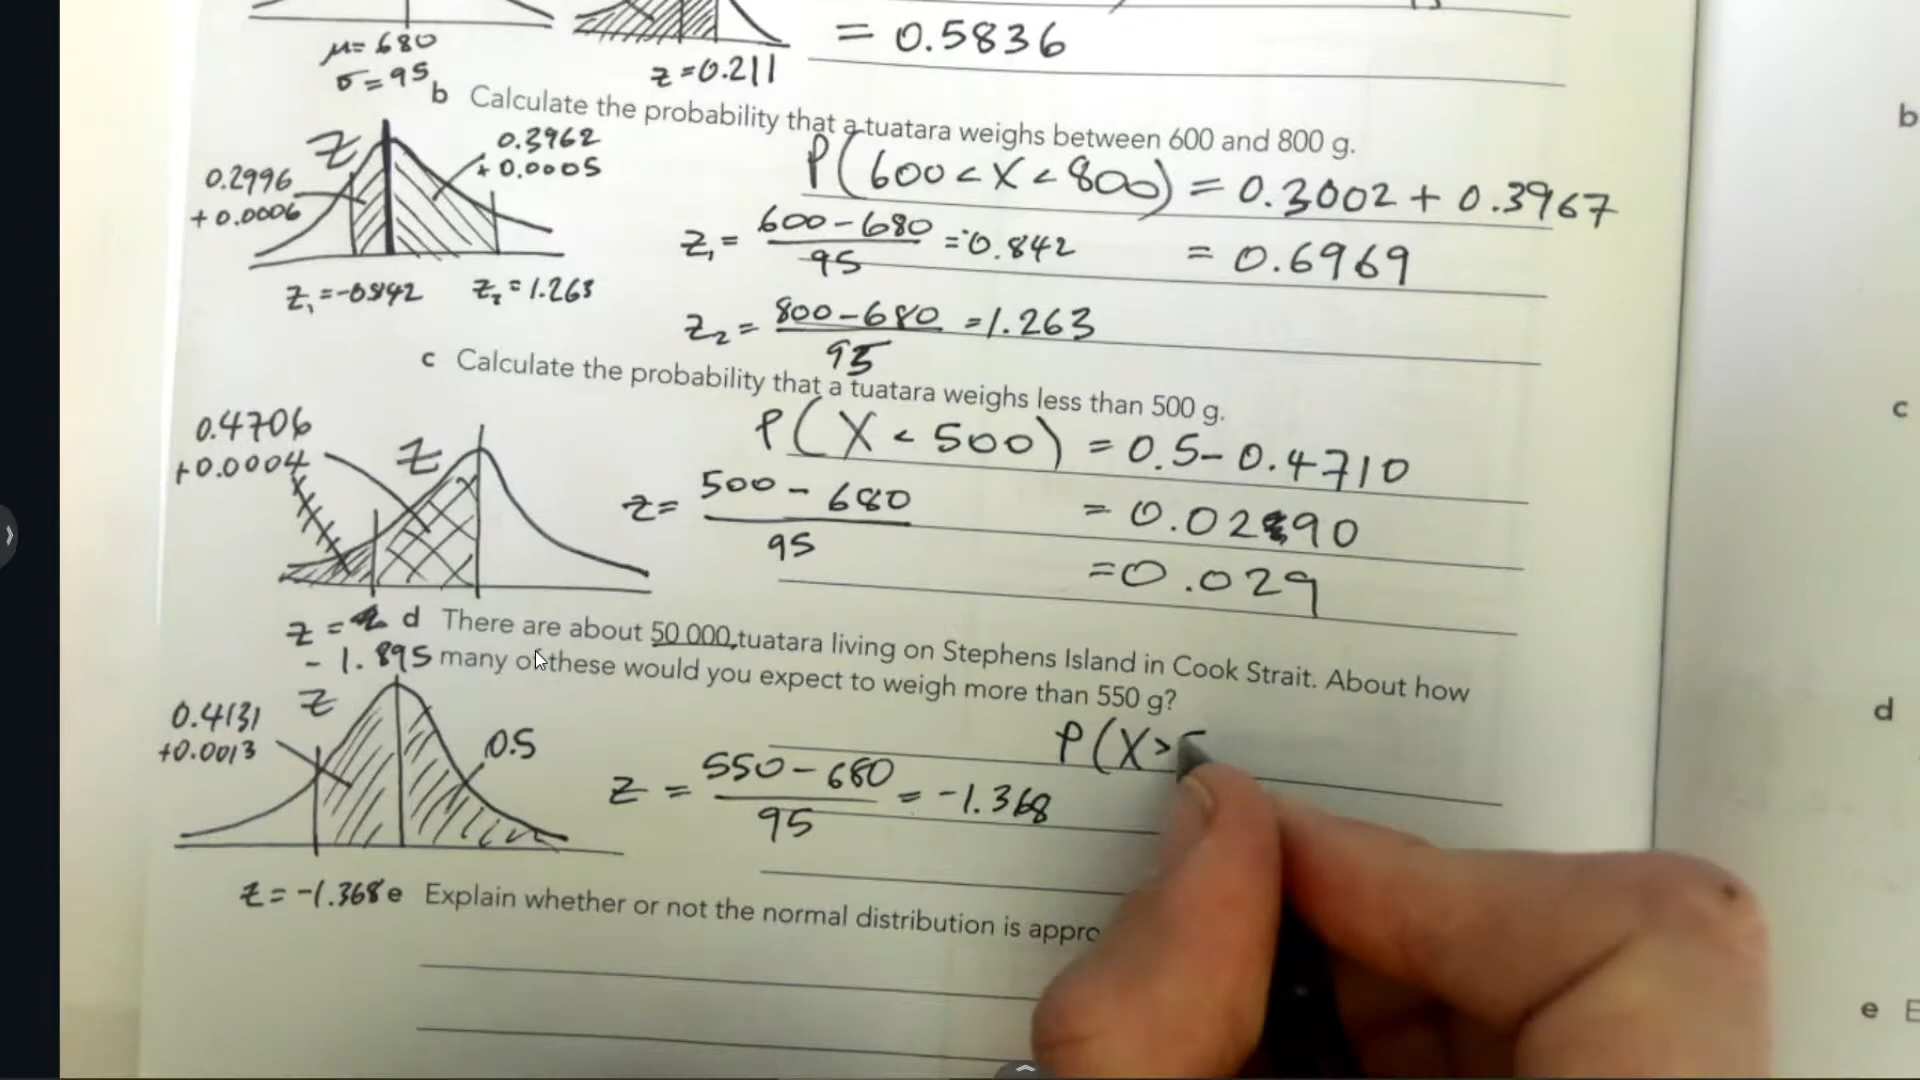 μ=680
σ=95
z=0.211
= 0.5836
b Calculate the probability that a tuatara weighs between 600 and 800 g.
z
0.3962
+ 0.0005
0.2996
+ 0.0006
z₁ =-0.842 z₂ = 1.263
P(600 < X < 800) = 0.3002 + 0.3967
z₁ = 600-680 / 95 = -0.842
= 0.6969
z₂ = 800-680 / 95 = 1.263
c Calculate the probability that a tuatara weighs less than 500 g.
0.4706
+0.0004
z
P(X < 500) = 0.5- 0.4710
z= 500 - 680 / 95
= 0.0290
=0.029
z =
- 1.895
d There are about 50 000 tuatara living on Stephens Island in Cook Strait. About how
many of these would you expect to weigh more than 550 g?
z
0.4131
+0.0013
0.5
P(X>
z = 550-680 / 95 = -1.368
z = -1.368
e Explain whether or not the normal distribution is appro
b
c
d
e E